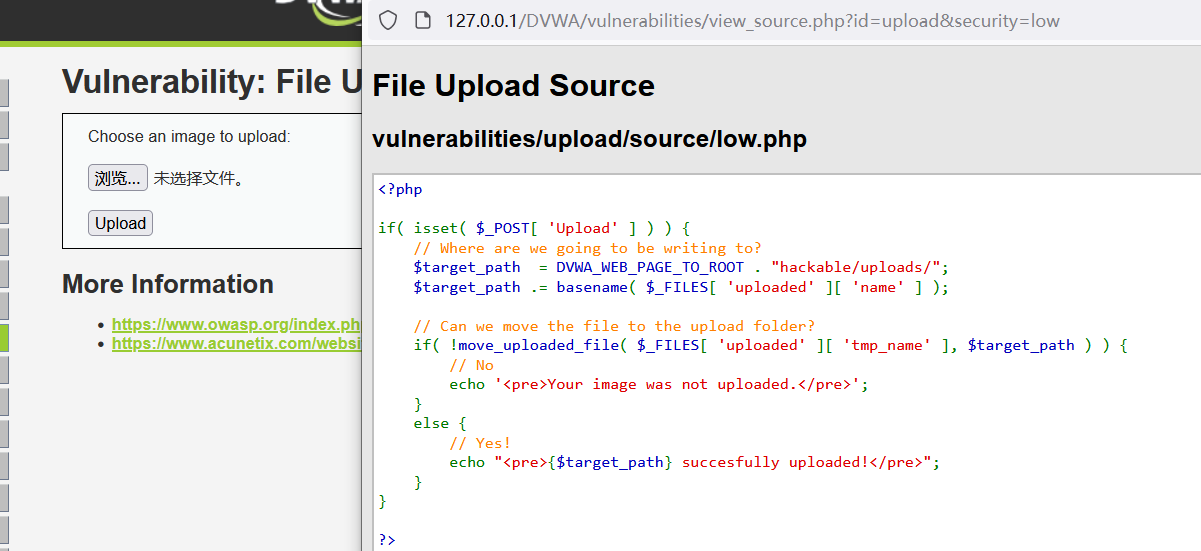 Vulnerability: File U
Choose an image to upload:
浏览... 未选择文件。
Upload
More Information
https://www.owasp.org/index.ph
https://www.acunetix.com/websi
127.0.0.1/DVWA/vulnerabilities/view_source.php?id=upload&security=low
File Upload Source
vulnerabilities/upload/source/low.php
<?php
if( isset( $_POST[ 'Upload' ] ) ) {
    // Where are we going to be writing to?
    $target_path  = DVWA_WEB_PAGE_TO_ROOT . "hackable/uploads/";
    $target_path .= basename( $_FILES[ 'uploaded' ][ 'name' ] );
    // Can we move the file to the upload folder?
    if( !move_uploaded_file( $_FILES[ 'uploaded' ][ 'tmp_name' ], $target_path ) ) {
        // No
        echo '<pre>Your image was not uploaded.</pre>';
    }
    else {
        // Yes!
        echo "<pre>{$target_path} succesfully uploaded!</pre>";
    }
}
?>